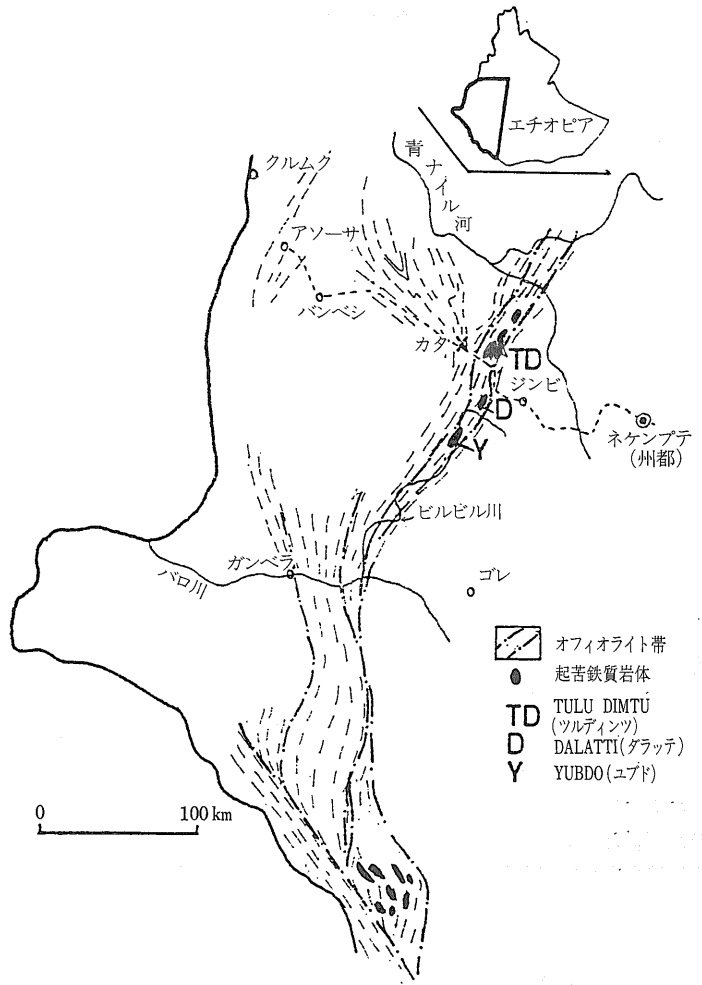 エチオピア
青ナイル河
クルムク
アソーサ
バンベシ
カタ
TD
ジンビ
D
ネケンプテ
(州都)
Y
ビルビル川
ガンベラ
バロ川
ゴレ
オフィオライト帯
起苦鉄質岩体
TD TULU DIMTU
(ツルディンツ)
D DALATTI(ダラッテ)
Y YUBDO(ユブド)
0 100km